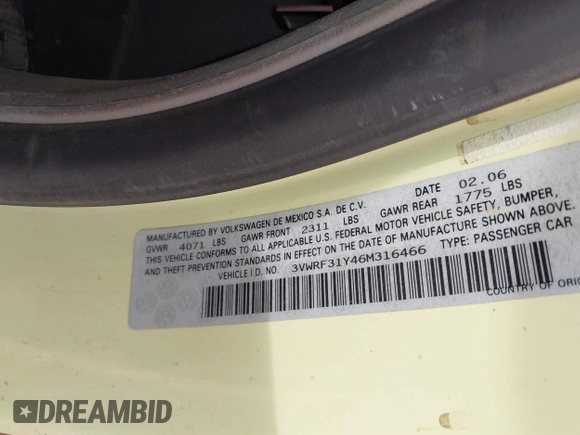 MANUFACTURED BY VOLKSWAGEN DE MEXICO S.A. DE C.V. DATE 02.06
GVWR 4071 LBS GAWR FRONT 2311 LBS GAWR REAR 1775 LBS
THIS VEHICLE CONFORMS TO ALL APPLICABLE U.S. FEDERAL MOTOR VEHICLE SAFETY, BUMPER,
AND THEFT PREVENTION STANDARDS IN EFFECT ON THE DATE OF MANUFACTURE SHOWN ABOVE.
VEHICLE I.D. NO. 3VWRF31Y46M316466 TYPE: PASSENGER CAR
COUNTRY OF ORIG
DREAMBID